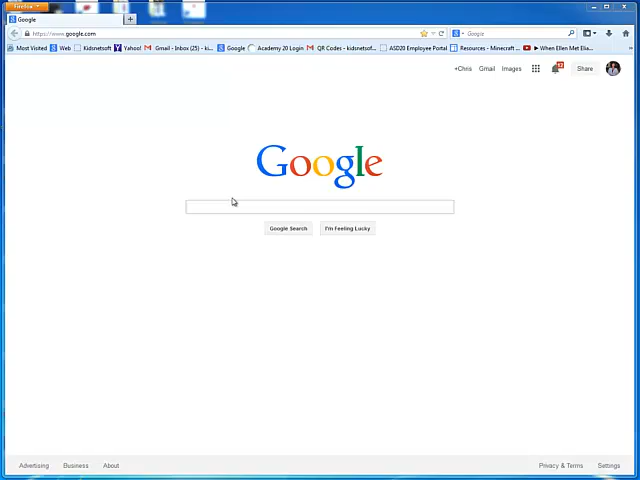 Firefox
Google
https://www.google.com
Google
Most Visited Web Kidsnetsoft Yahoo! Gmail - Inbox (25) - ki... Google Academy 20 Login QR Codes - kidsnetsof... ASD20 Employee Portal Resources - Minecraft ... When Ellen Met Elia...
+Chris Gmail Images Share
Google
Google Search I'm Feeling Lucky
Advertising Business About Privacy & Terms Settings